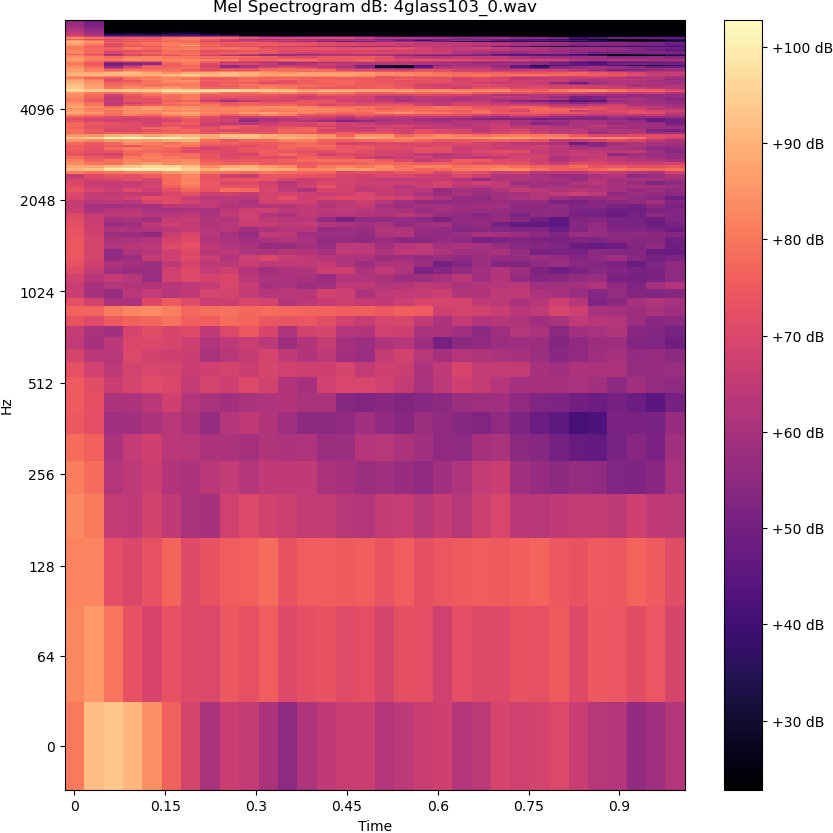 Mel Spectrogram dB: 4glass103_0.wav
+100 dB
4096
+90 dB
2048
+80 dB
1024
+70 dB
512
Hz
+60 dB
256
+50 dB
128
+40 dB
64
+30 dB
0
0 0.15 0.3 0.45 0.6 0.75 0.9
Time